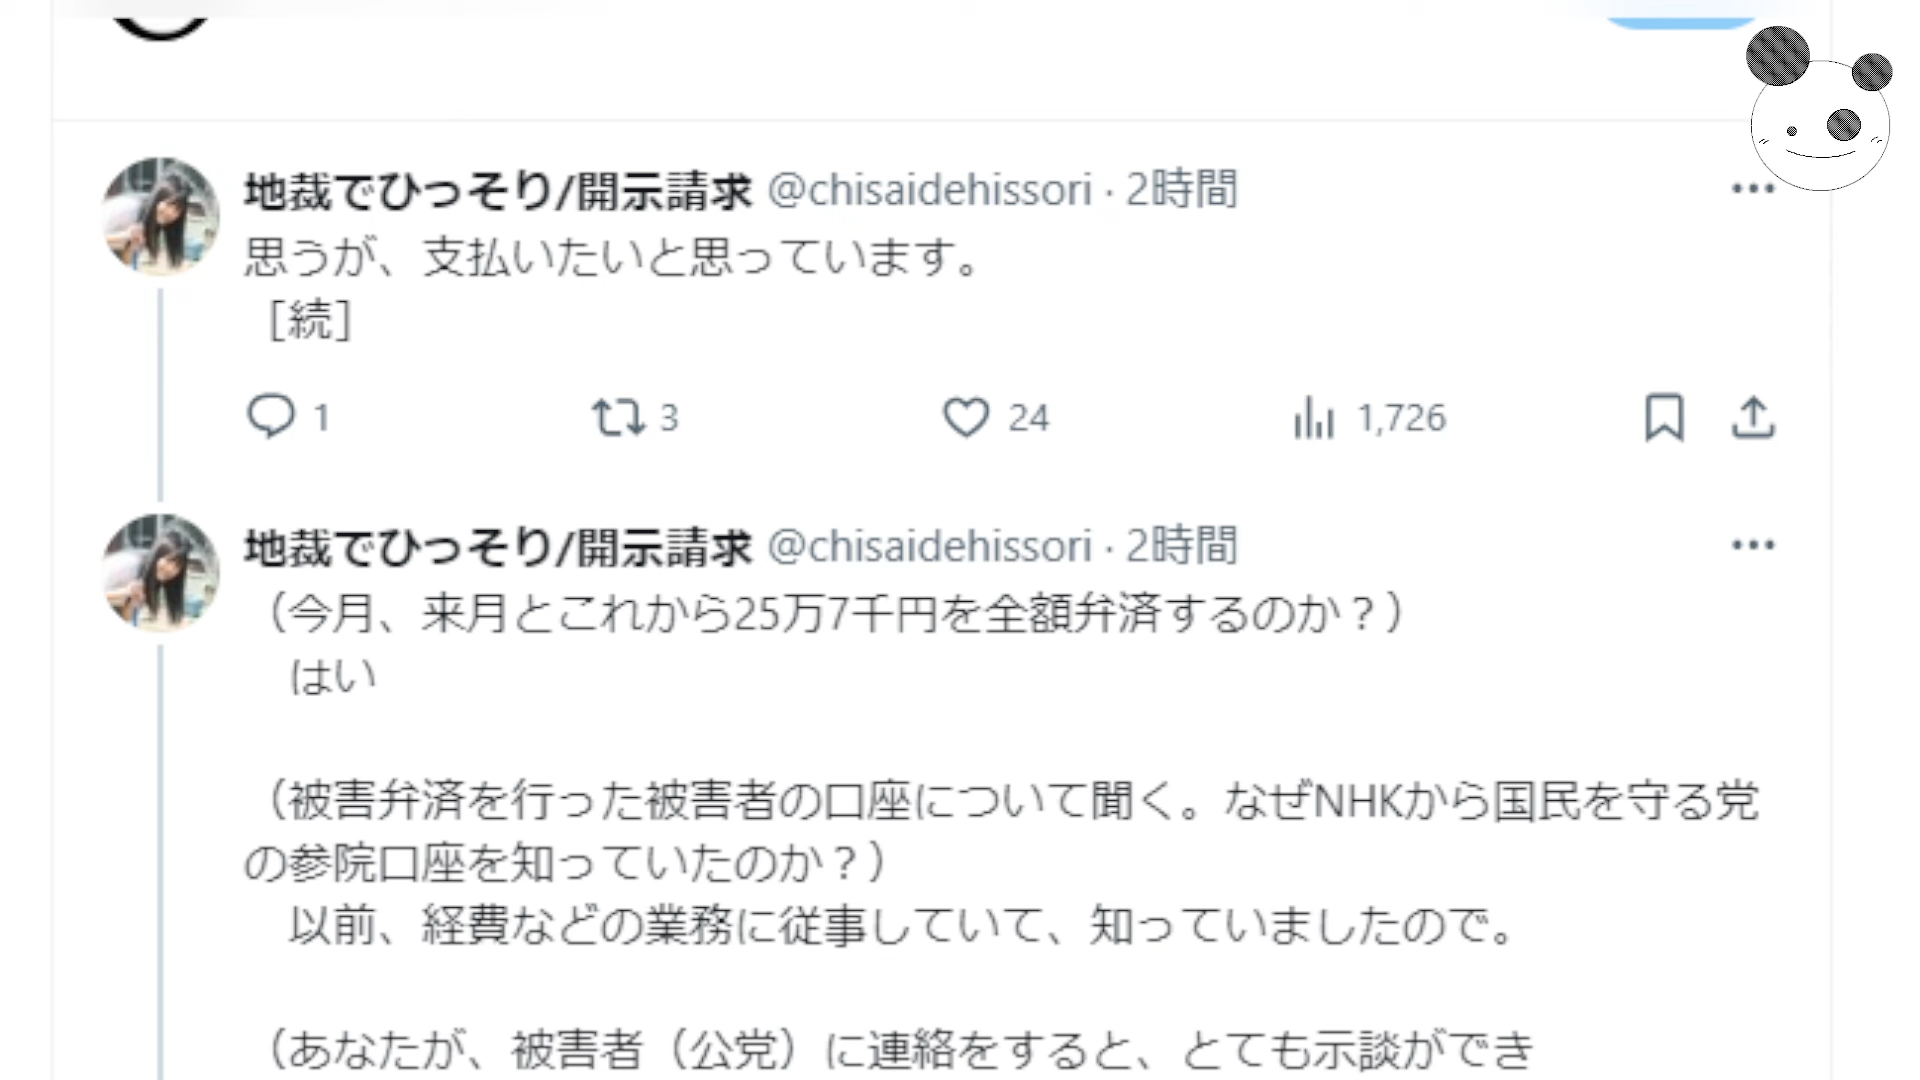 地裁でひっそり/開示請求 @chisaidehissori · 2時間
思うが、支払いたいと思っています。
［続］
1 3 24 1,726
地裁でひっそり/開示請求 @chisaidehissori · 2時間
（今月、来月とこれから25万7千円を全額弁済するのか？）
はい
（被害弁済を行った被害者の口座について聞く。なぜNHKから国民を守る党
の参院口座を知っていたのか？）
以前、経費などの業務に従事していて、知っていましたので。
（あなたが、被害者（公党）に連絡をすると、とても示談ができ